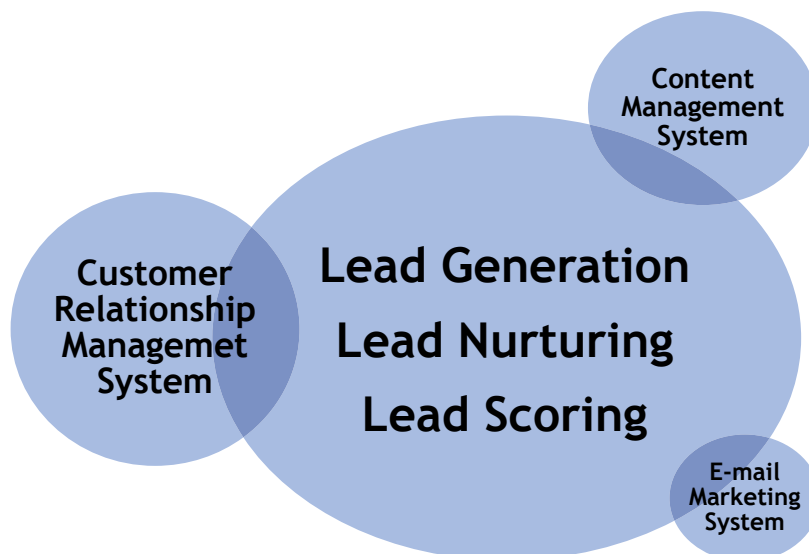 Content
Management
System
Customer
Relationship
Managemet
System
Lead Generation
Lead Nurturing
Lead Scoring
E-mail
Marketing
System